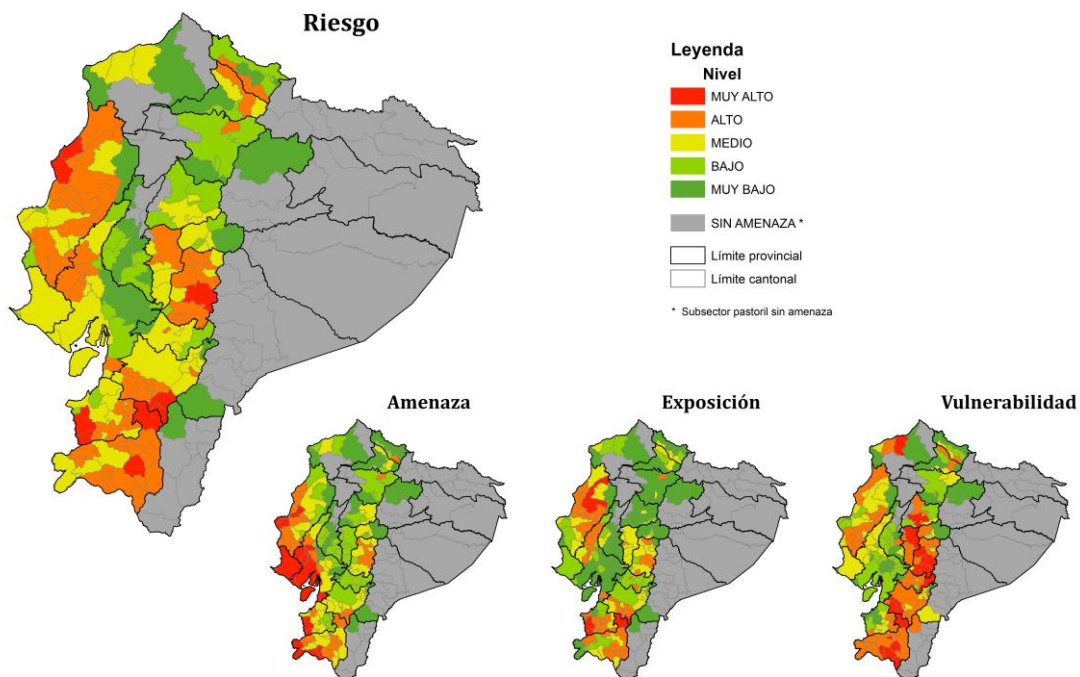 Riesgo
Leyenda
Nivel
MUY ALTO
ALTO
MEDIO
BAJO
MUY BAJO
SIN AMENAZA *
Límite provincial
Límite cantonal
* Subsector pastoril sin amenaza
Amenaza
Exposición
Vulnerabilidad